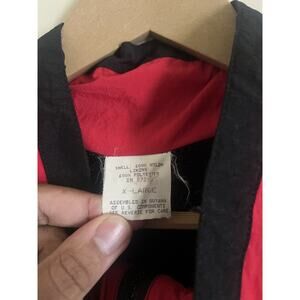 SHELL 100% NYLON
LINING
100% POLYESTER
X-LARGE
ASSEMBLED IN GUYANA
OF U.S. COMPONENTS
SEE REVERSE FOR CARE